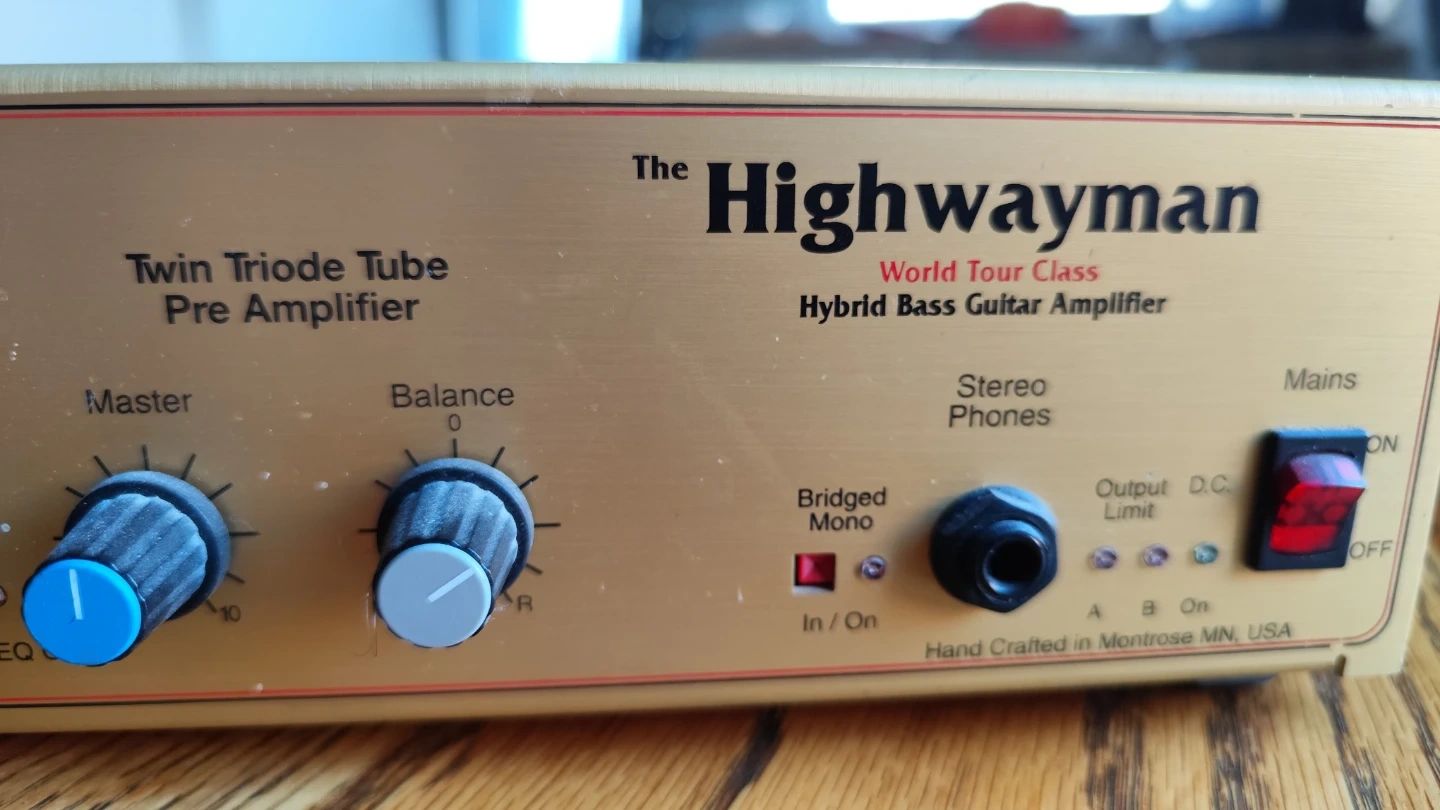 The Highwayman
World Tour Class
Hybrid Bass Guitar Amplifier
Twin Triode Tube
Pre Amplifier
Master
10
Balance
0
R
Bridged
Mono
In / On
Stereo
Phones
Output
Limit
D.C.
A B On
Mains
ON
OFF
EQ
Hand Crafted in Montrose MN, USA